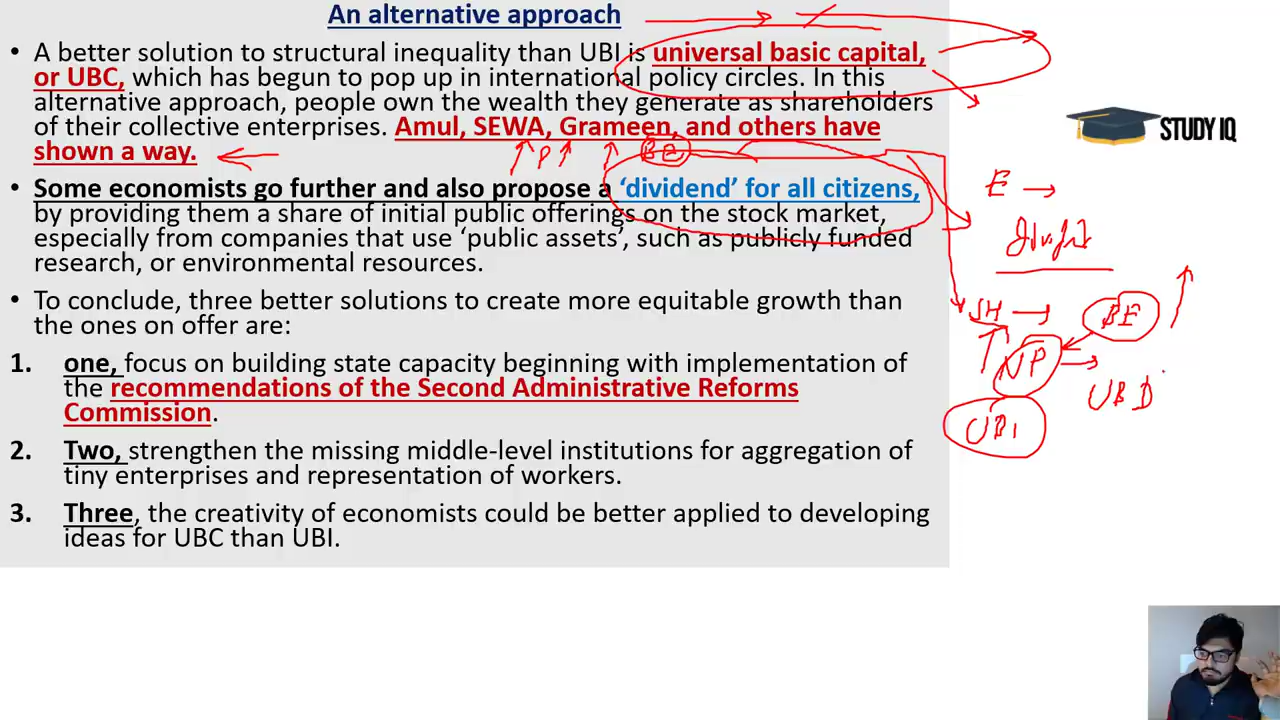 An alternative approach
• A better solution to structural inequality than UBI is universal basic capital,
or UBC, which has begun to pop up in international policy circles. In this
alternative approach, people own the wealth they generate as shareholders
of their collective enterprises. Amul, SEWA, Grameen, and others have
shown a way.
• Some economists go further and also propose a ‘dividend’ for all citizens,
by providing them a share of initial public offerings on the stock market,
especially from companies that use ‘public assets’, such as publicly funded
research, or environmental resources.
• To conclude, three better solutions to create more equitable growth than
the ones on offer are:
1. one, focus on building state capacity beginning with implementation of
the recommendations of the Second Administrative Reforms
Commission.
2. Two, strengthen the missing middle-level institutions for aggregation of
tiny enterprises and representation of workers.
3. Three, the creativity of economists could be better applied to developing
ideas for UBC than UBI.
STUDY IQ
P
BE
E
SH
BE
UBD
UBI